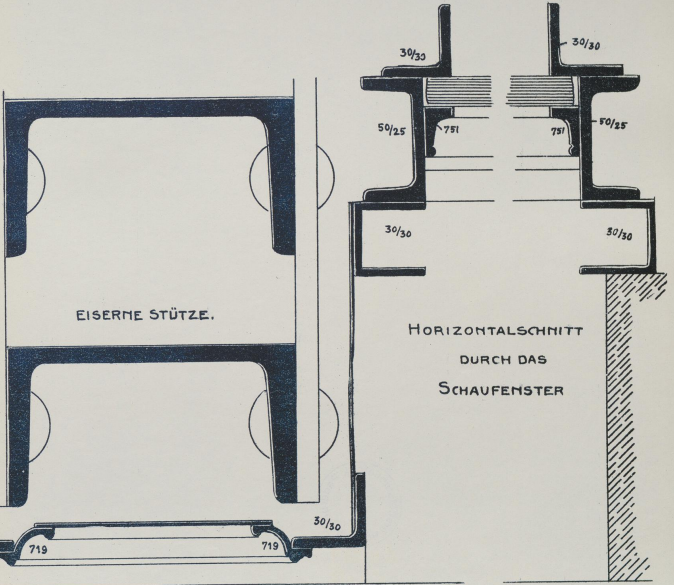 30/30
30/30
50/25
751
751
50/25
30/30
30/30
EISERNE STÜTZE.
HORIZONTALSCHNITT
DURCH DAS
SCHAUFENSTER
30/30
719
719